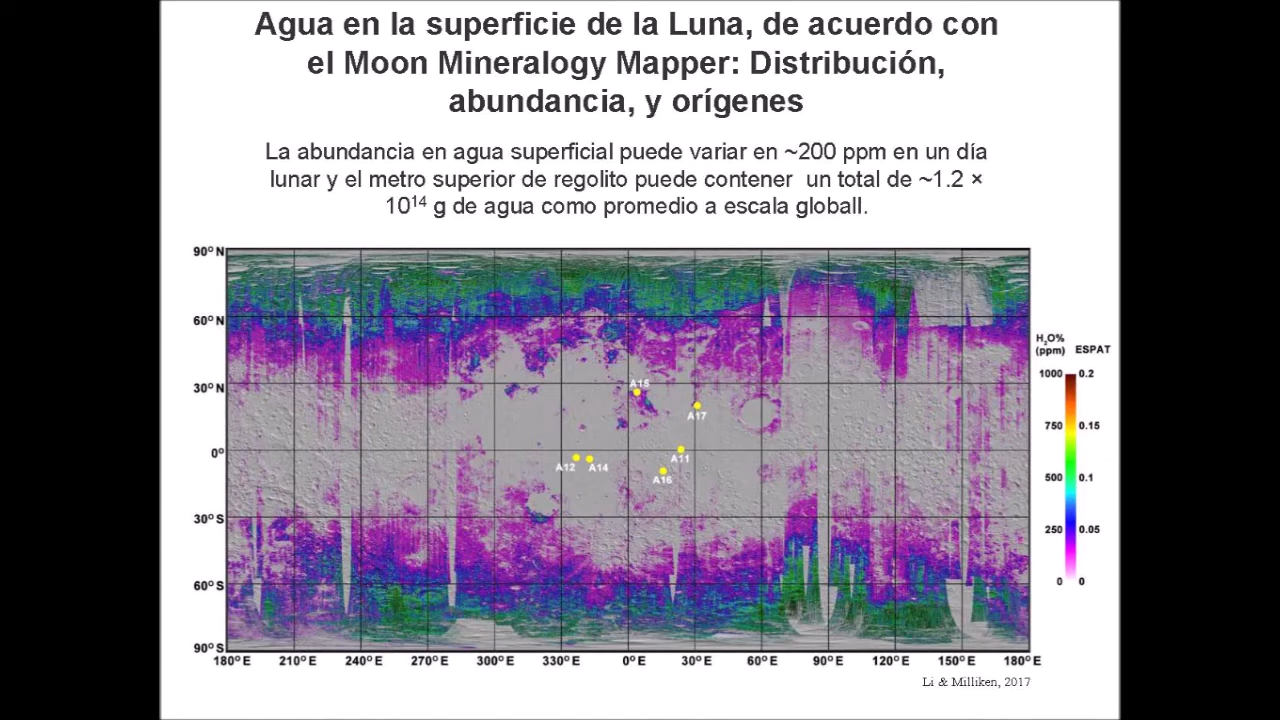 Agua en la superficie de la Luna, de acuerdo con
el Moon Mineralogy Mapper: Distribución,
abundancia, y orígenes
La abundancia en agua superficial puede variar en ~200 ppm en un día
lunar y el metro superior de regolito puede contener un total de ~1.2 ×
10¹⁴ g de agua como promedio a escala globall.
90° N
60° N
30° N
0°
30° S
60° S
90° S
180° E 210° E 240° E 270° E 300° E 330° E 0° E 30° E 60° E 90° E 120° E 150° E 180° E
A15
A17
A11
A12 A14
A16
H₂O%
(ppm) ESPAT
1000 0.2
750 0.15
500 0.1
250 0.05
0 0
Li & Milliken, 2017